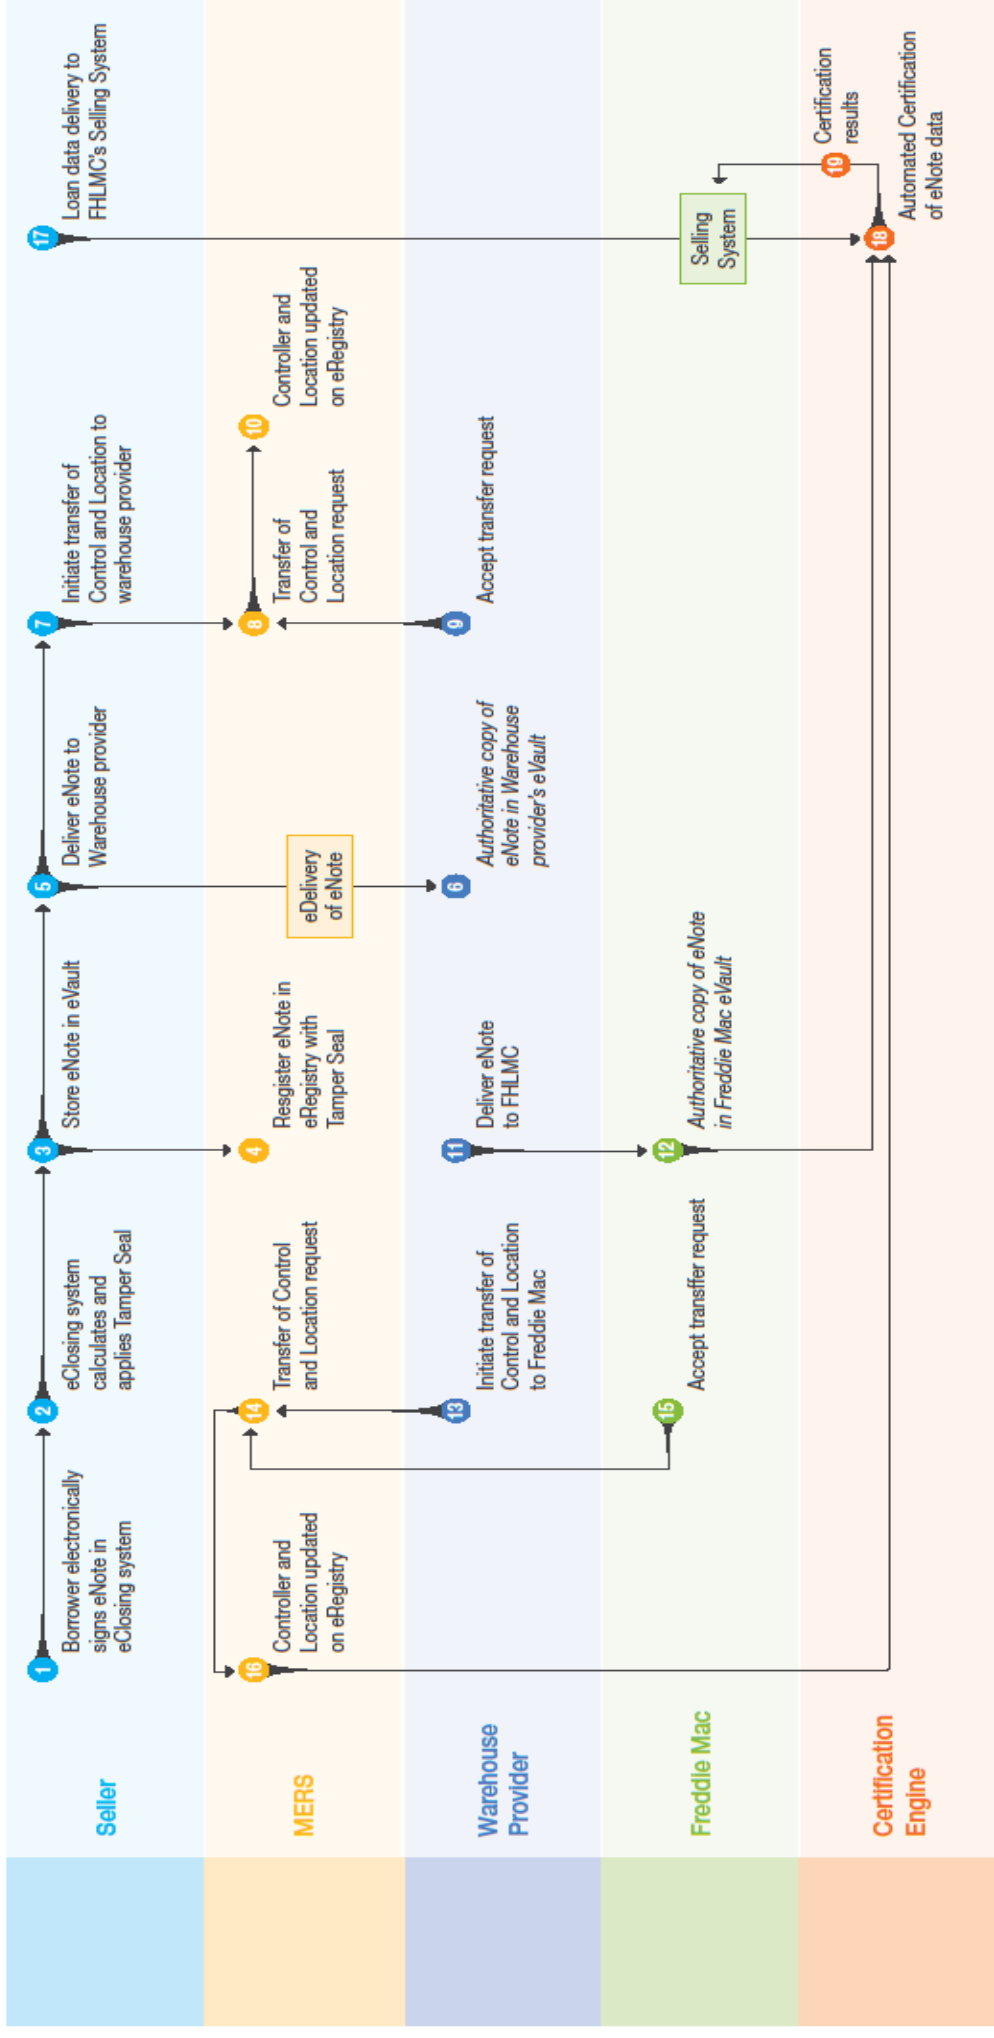 Seller
1
Borrower electronically
signs eNote in
eClosing system
2
eClosing system
calculates and
applies Tamper Seal
3
Store eNote in eVault
5
Deliver eNote to
Warehouse provider
7
Initiate transfer of
Control and Location to
warehouse provider
17
Loan data delivery to
FHLMC's Selling System
MERS
16
Controller and
Location updated
on eRegistry
14
Transfer of Control
and Location request
4
Resgister eNote in
eRegistry with
Tamper Seal
eDelivery
of eNote
8
Transfer of
Control and
Location request
10
Controller and
Location updated
on eRegistry
Warehouse
Provider
13
Initiate transfer of
Control and Location
to Freddie Mac
11
Deliver eNote
to FHLMC
6
Authoritative copy of
eNote in Warehouse
provider's eVault
9
Accept transfer request
Freddie Mac
15
Accept transffer request
12
Authoritative copy of eNote
in Freddie Mac eVault
Selling
System
Certification
Engine
18
Automated Certification
of eNote data
19
Certification
results